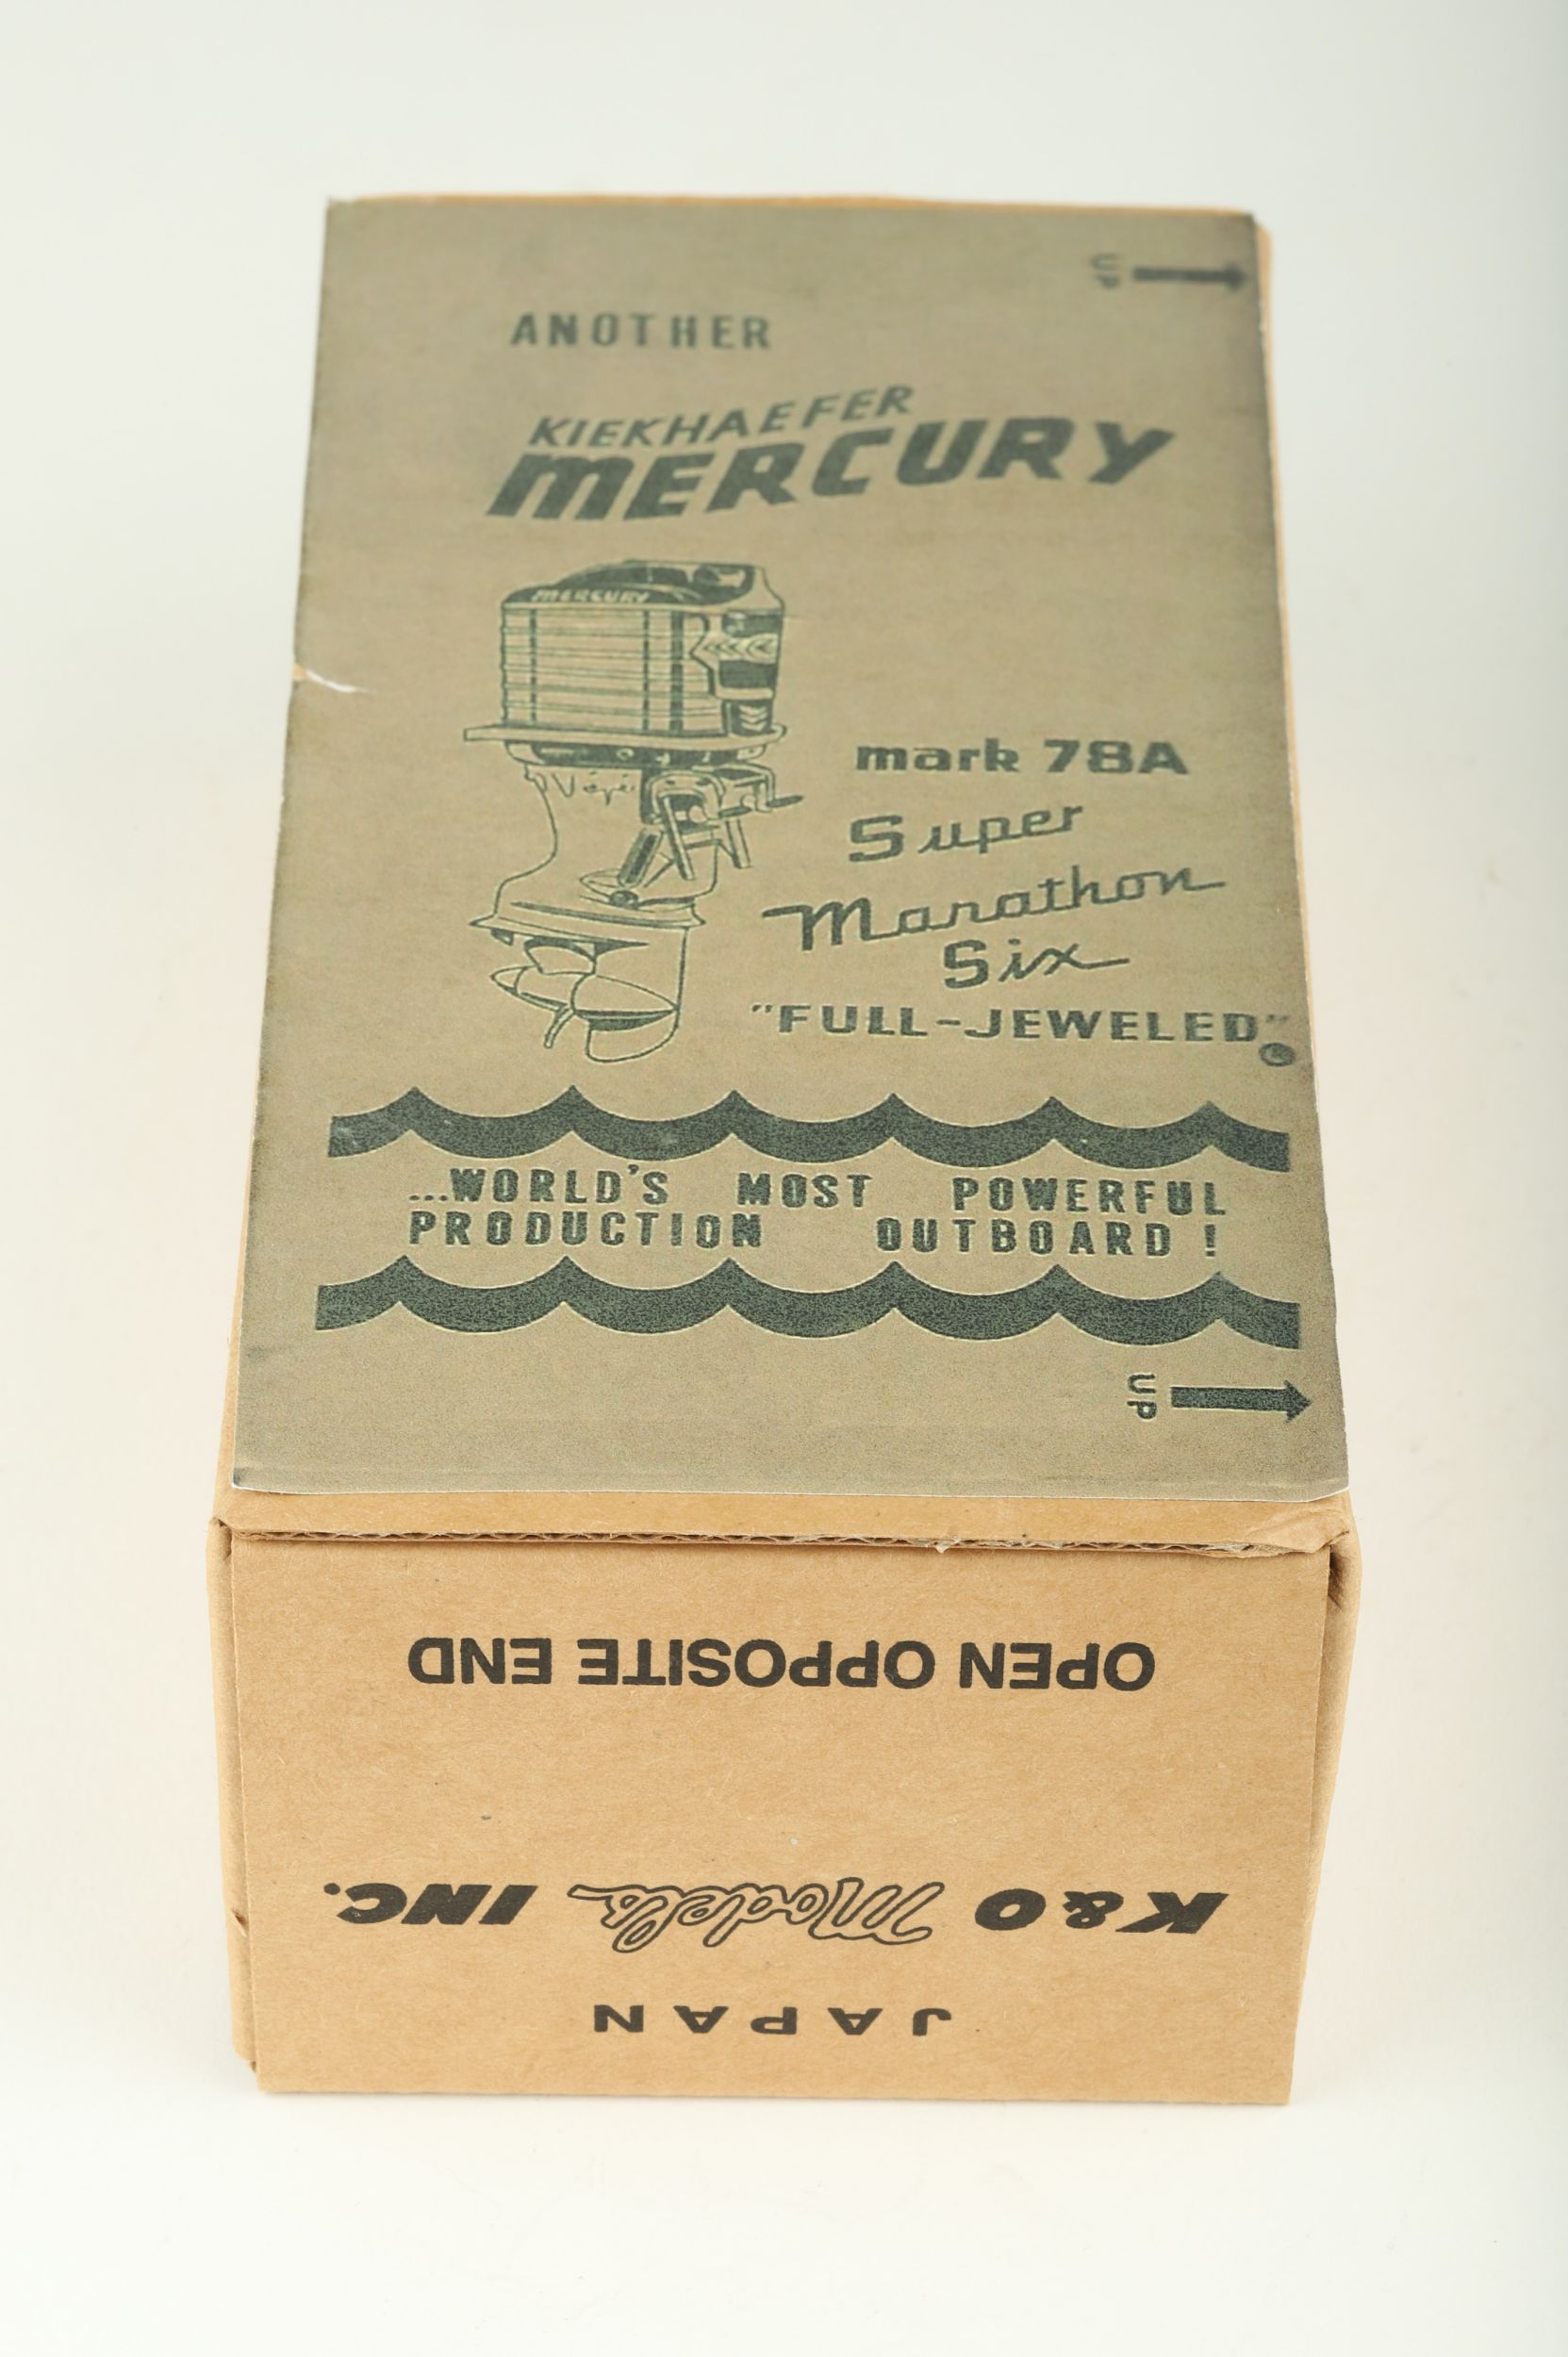 UP
ANOTHER
KIEKHAEFER
MERCURY
MERCURY
mark 78A
Super
Marathon
Six
"FULL-JEWELED"®
...WORLD'S MOST POWERFUL
PRODUCTION OUTBOARD !
UP
OPEN OPPOSITE END
K&O Models INC.
JAPAN